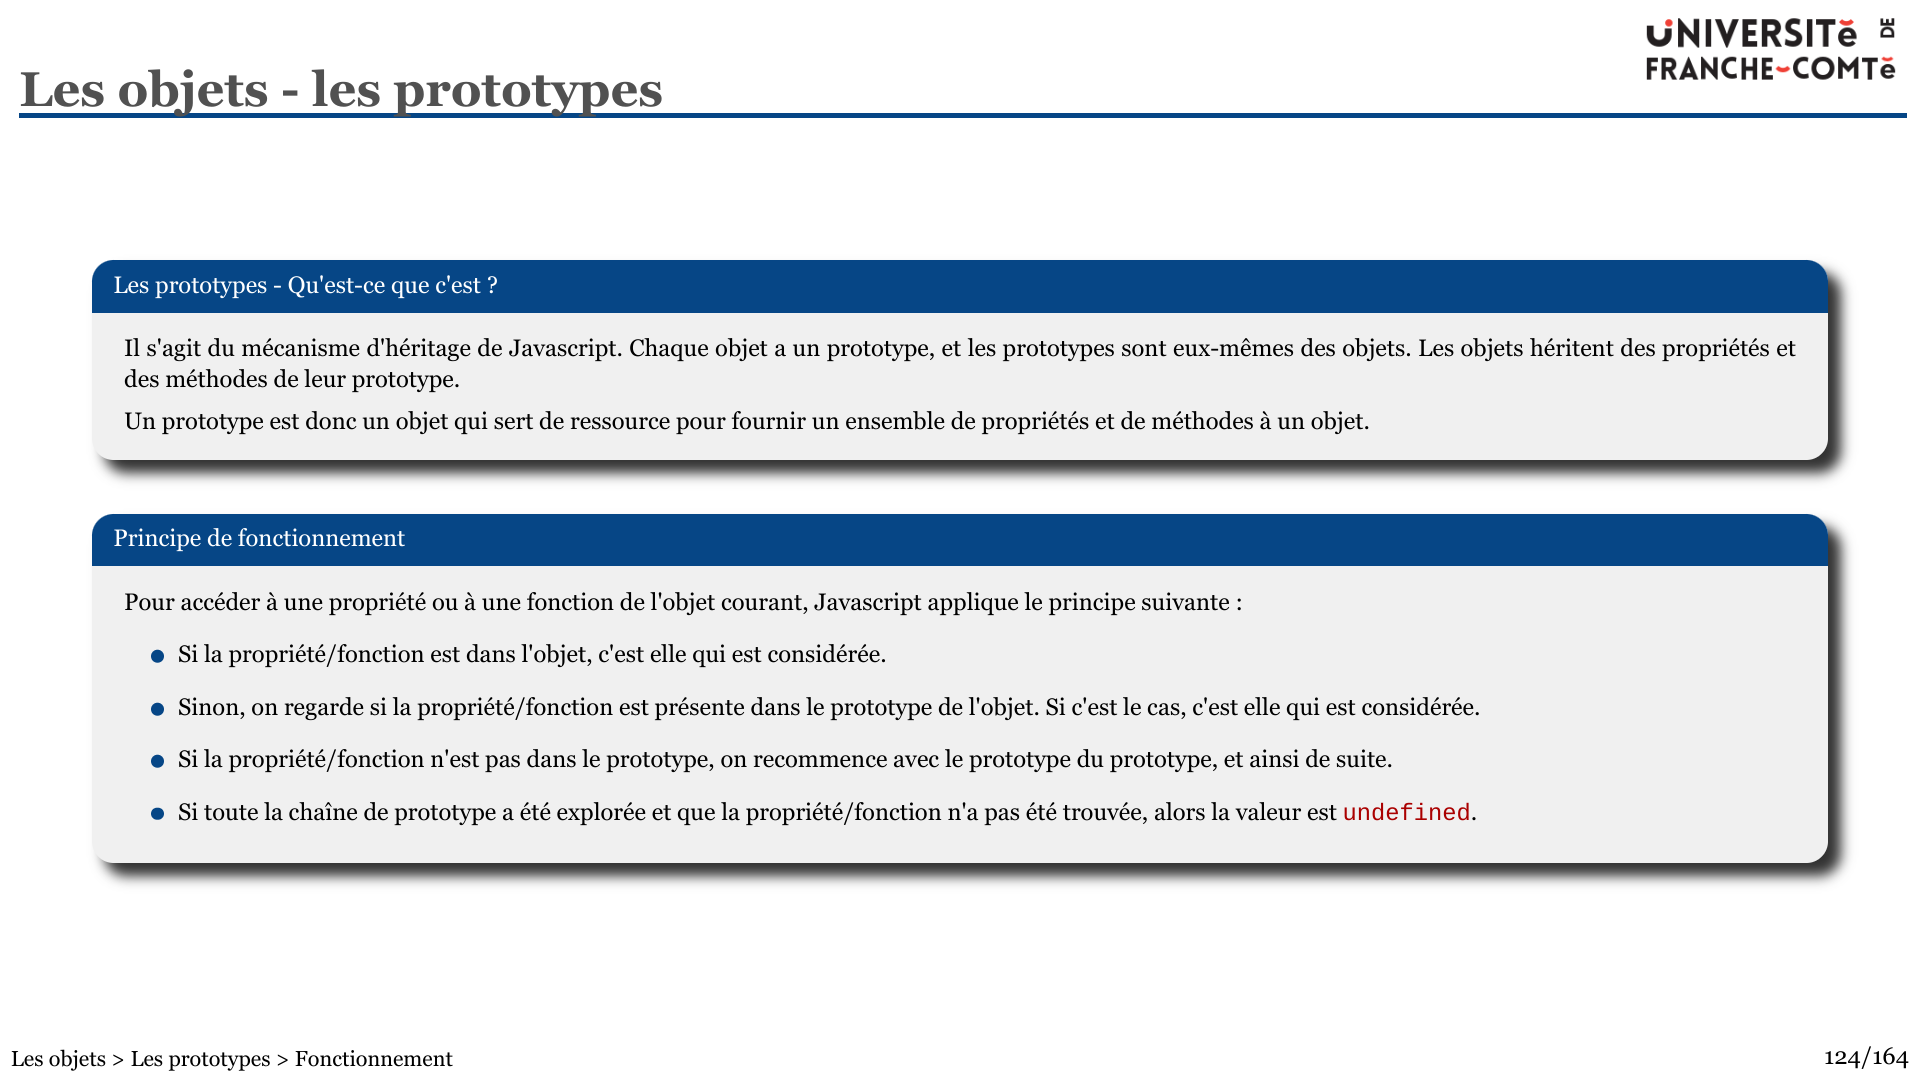 UNIVERSITĕ DE
FRANCHE-COMTĕ
Les objets - les prototypes
Les prototypes - Qu'est-ce que c'est ?
Il s'agit du mécanisme d'héritage de Javascript. Chaque objet a un prototype, et les prototypes sont eux-mêmes des objets. Les objets héritent des propriétés et
des méthodes de leur prototype.
Un prototype est donc un objet qui sert de ressource pour fournir un ensemble de propriétés et de méthodes à un objet.
Principe de fonctionnement
Pour accéder à une propriété ou à une fonction de l'objet courant, Javascript applique le principe suivante :
● Si la propriété/fonction est dans l'objet, c'est elle qui est considérée.
● Sinon, on regarde si la propriété/fonction est présente dans le prototype de l'objet. Si c'est le cas, c'est elle qui est considérée.
● Si la propriété/fonction n'est pas dans le prototype, on recommence avec le prototype du prototype, et ainsi de suite.
● Si toute la chaîne de prototype a été explorée et que la propriété/fonction n'a pas été trouvée, alors la valeur est undefined.
Les objets > Les prototypes > Fonctionnement
124/164